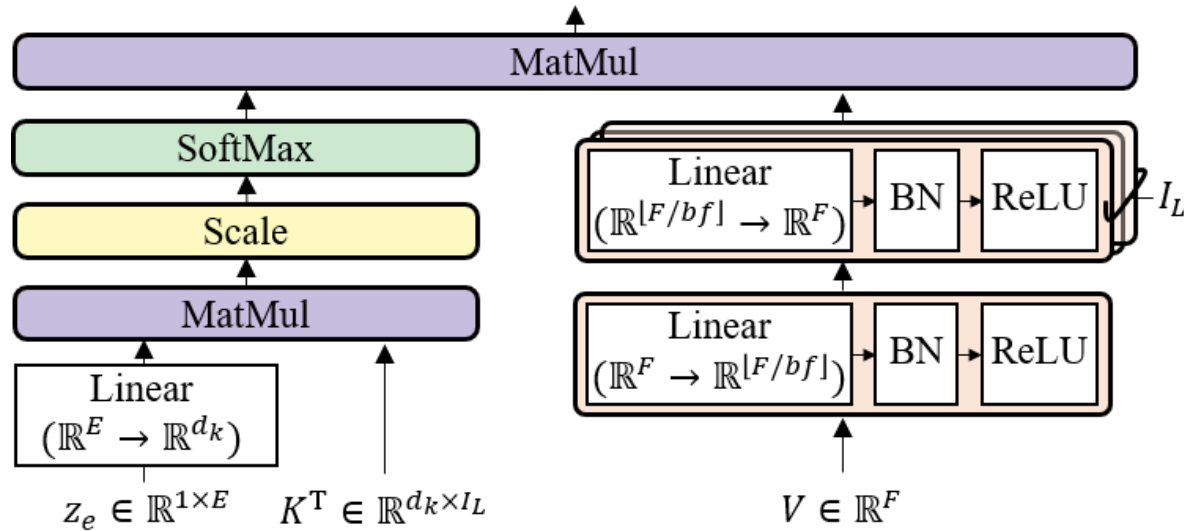 MatMul
SoftMax
Scale
MatMul
Linear
(ℝ^E → ℝ^{d_k})
z_e ∈ ℝ^{1×E}
K^T ∈ ℝ^{d_k×I_L}
Linear
(ℝ^{⌊F/bf⌋} → ℝ^F)
BN
ReLU
I_L
Linear
(ℝ^F → ℝ^{⌊F/bf⌋})
BN
ReLU
V ∈ ℝ^F